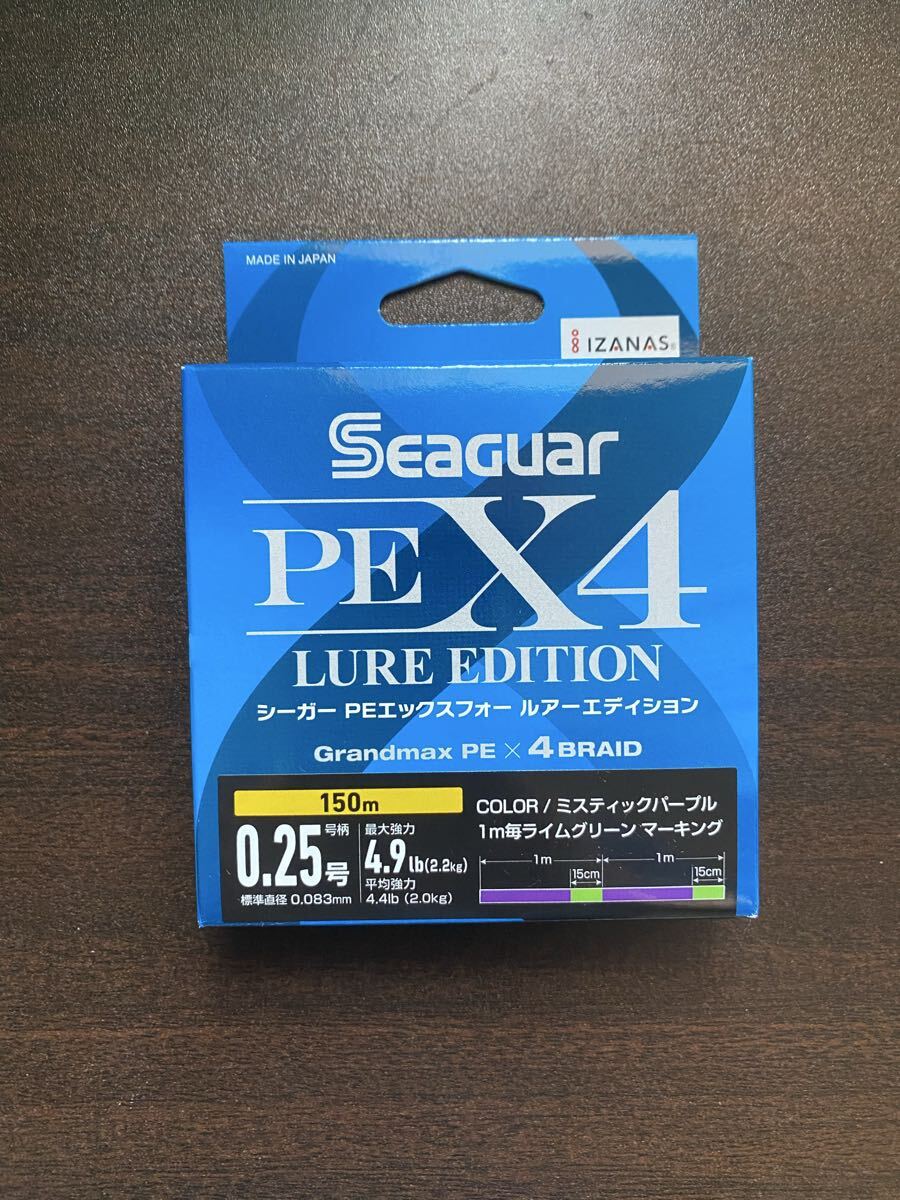 MADE IN JAPAN
IZANAS®
Seaguar
PEX4
LURE EDITION
シーガー PEエックスフォー ルアーエディション
Grandmax PE × 4 BRAID
150m
0.25号
号柄
標準直径 0.083mm
最大強力
4.9lb(2.2kg)
平均強力
4.4lb (2.0kg)
COLOR / ミスティックパープル
1m毎ライムグリーン マーキング
1m 1m
15cm 15cm